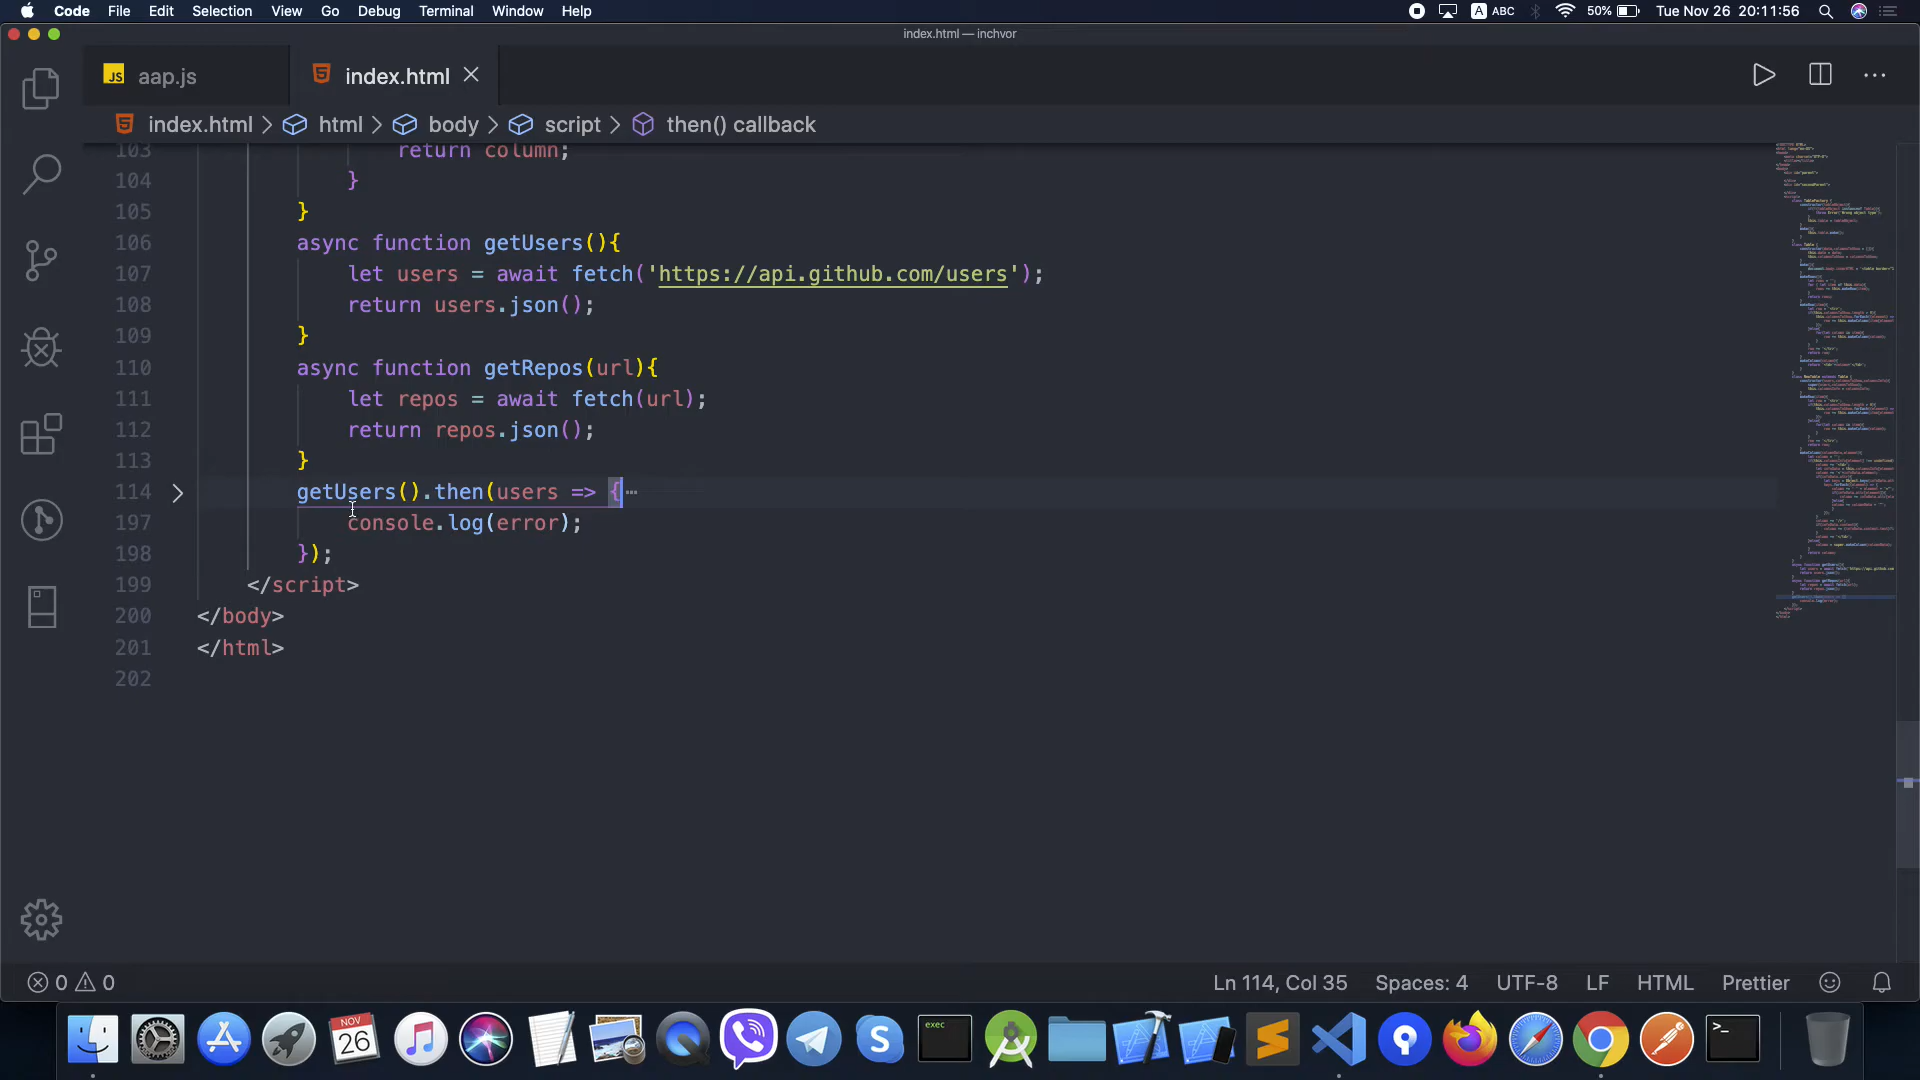 Code File Edit Selection View Go Debug Terminal Window Help A ABC 50% Tue Nov 26 20:11:56
index.html — inchvor
JS aap.js index.html
index.html > html > body > script > then() callback
103 return column;
104 }
105 }
106 async function getUsers(){
107 let users = await fetch('https://api.github.com/users');
108 return users.json();
109 }
110 async function getRepos(url){
111 let repos = await fetch(url);
112 return repos.json();
113 }
114 getUsers().then(users => {…
197 console.log(error);
198 });
199 </script>
200 </body>
201 </html>
202
0 0 Ln 114, Col 35 Spaces: 4 UTF-8 LF HTML Prettier
NOV
26
exec
>_